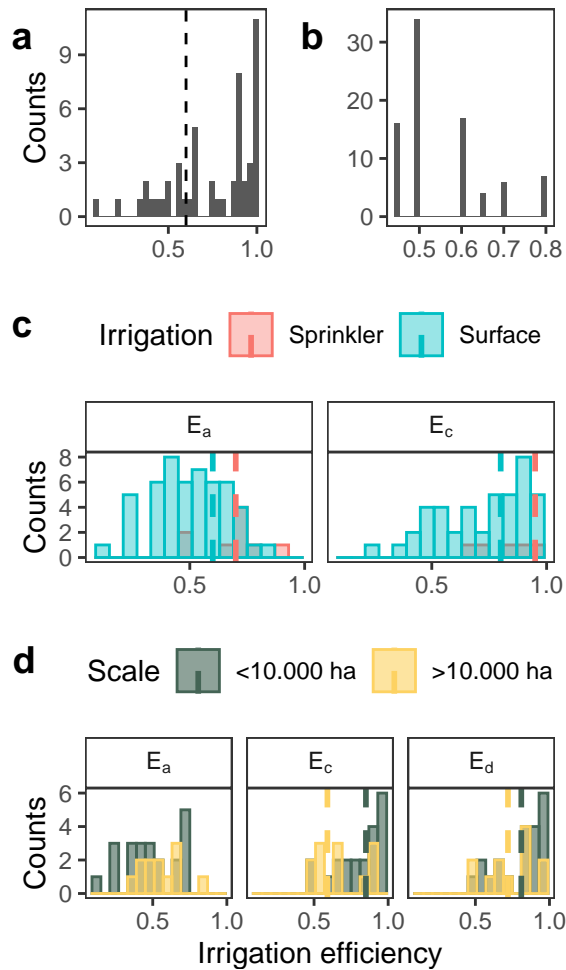 a
b
Counts
9
6
3
0
0.5
1.0
30
20
10
0
0.5
0.6
0.7
0.8
c
Irrigation
Sprinkler
Surface
Eₐ
E꜀
Counts
8
6
4
2
0
0.5
1.0
0.5
1.0
d
Scale
<10.000 ha
>10.000 ha
Eₐ
E꜀
E_d
Counts
6
4
2
0
0.5
1.0
0.5
1.0
0.5
1.0
Irrigation efficiency